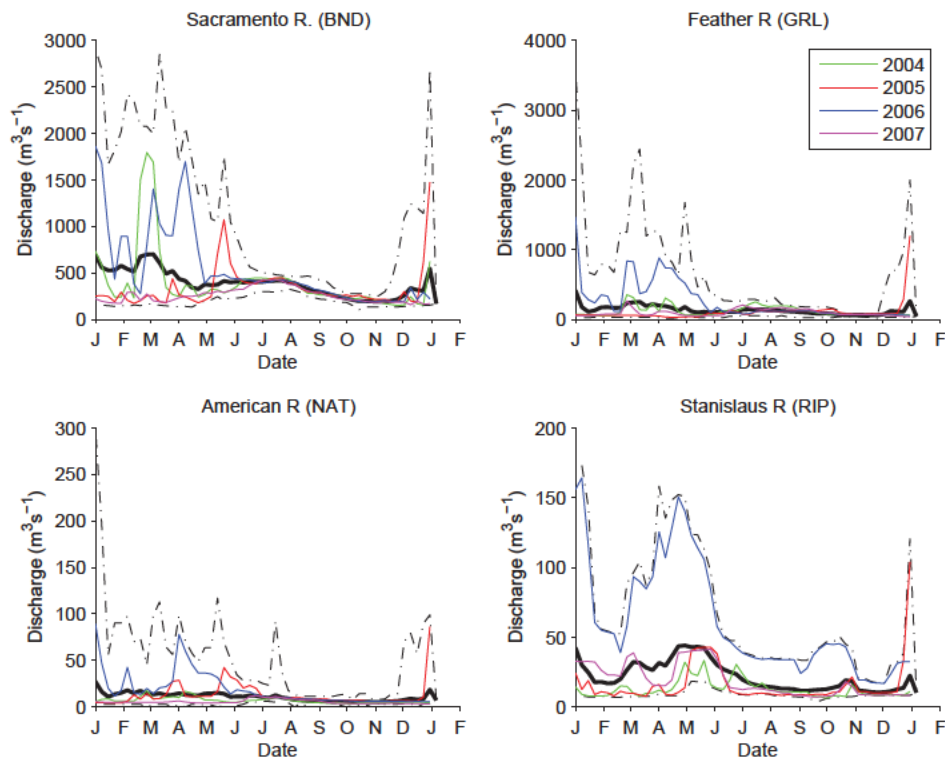 Sacramento R. (BND)
3000
2500
2000
1500
1000
500
0
Discharge (m³s⁻¹)
J F M A M J J A S O N D J F
Date
Feather R (GRL)
4000
3000
2000
1000
0
Discharge (m³s⁻¹)
J F M A M J J A S O N D J F
Date
2004
2005
2006
2007
American R (NAT)
300
250
200
150
100
50
0
Discharge (m³s⁻¹)
J F M A M J J A S O N D J F
Date
Stanislaus R (RIP)
200
150
100
50
0
Discharge (m³s⁻¹)
J F M A M J J A S O N D J F
Date